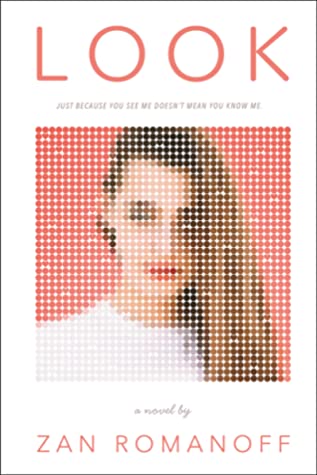 LOOK
JUST BECAUSE YOU SEE ME DOESN'T MEAN YOU KNOW ME.
a novel by
ZAN ROMANOFF